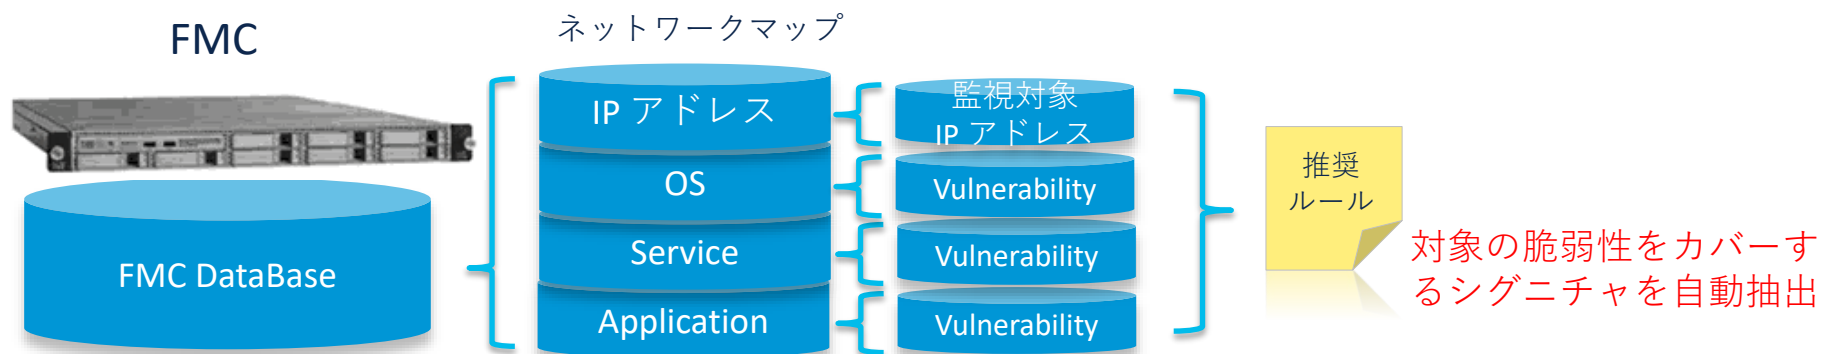 FMC
FMC DataBase
ネットワークマップ
IP アドレス
OS
Service
Application
監視対象
IP アドレス
Vulnerability
Vulnerability
Vulnerability
推奨
ルール
対象の脆弱性をカバーす
るシグニチャを自動抽出